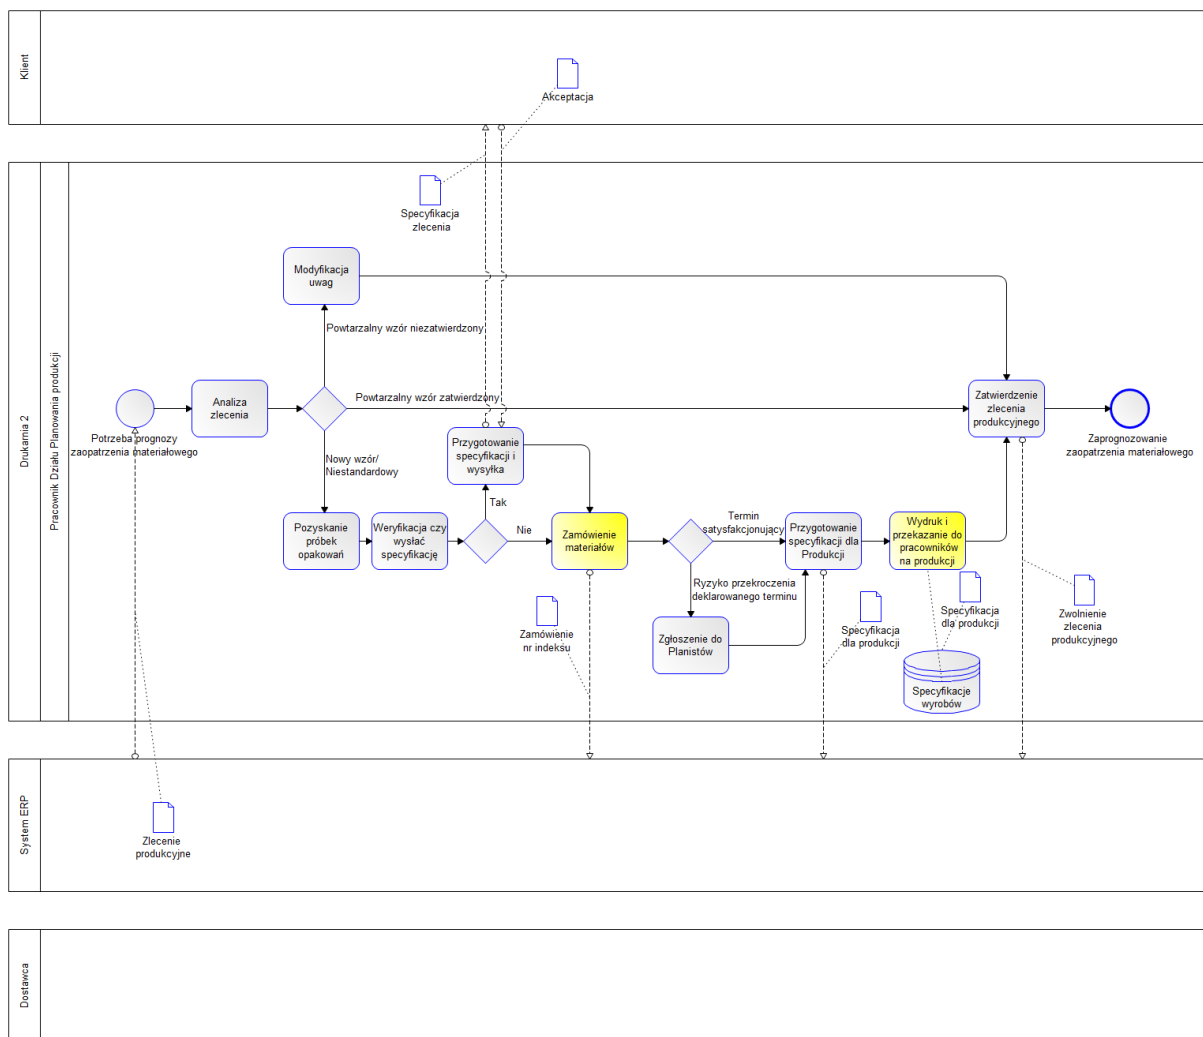 Klient
Akceptacja
Drukarnia 2
Pracownik Działu Planowania produkcji
Specyfikacja
zlecenia
Modyfikacja
uwag
Powtarzalny wzór niezatwierdzony
Analiza
zlecenia
Powtarzalny wzór zatwierdzony
Zatwierdzenie
zlecenia
produkcyjnego
Potrzeba prognozy
zaopatrzenia materiałowego
Zaprognozowanie
zaopatrzenia materiałowego
Nowy wzór/
Niestandardowy
Przygotowanie
specyfikacji i
wysyłka
Tak
Nie
Pozyskanie
próbek
opakowań
Weryfikacja czy
wysłać
specyfikację
Zamówienie
materiałów
Termin
satysfakcjonujący
Przygotowanie
specyfikacji dla
Produkcji
Wydruk i
przekazanie do
pracowników
na produkcji
Ryzyko przekroczenia
deklarowanego terminu
Zgłoszenie do
Planistów
Zamówienie
nr indeksu
Specyfikacja
dla produkcji
Specyfikacja
dla produkcji
Zwolnienie
zlecenia
produkcyjnego
Specyfikacje
wyrobów
System ERP
Zlecenie
produkcyjne
Dostawca